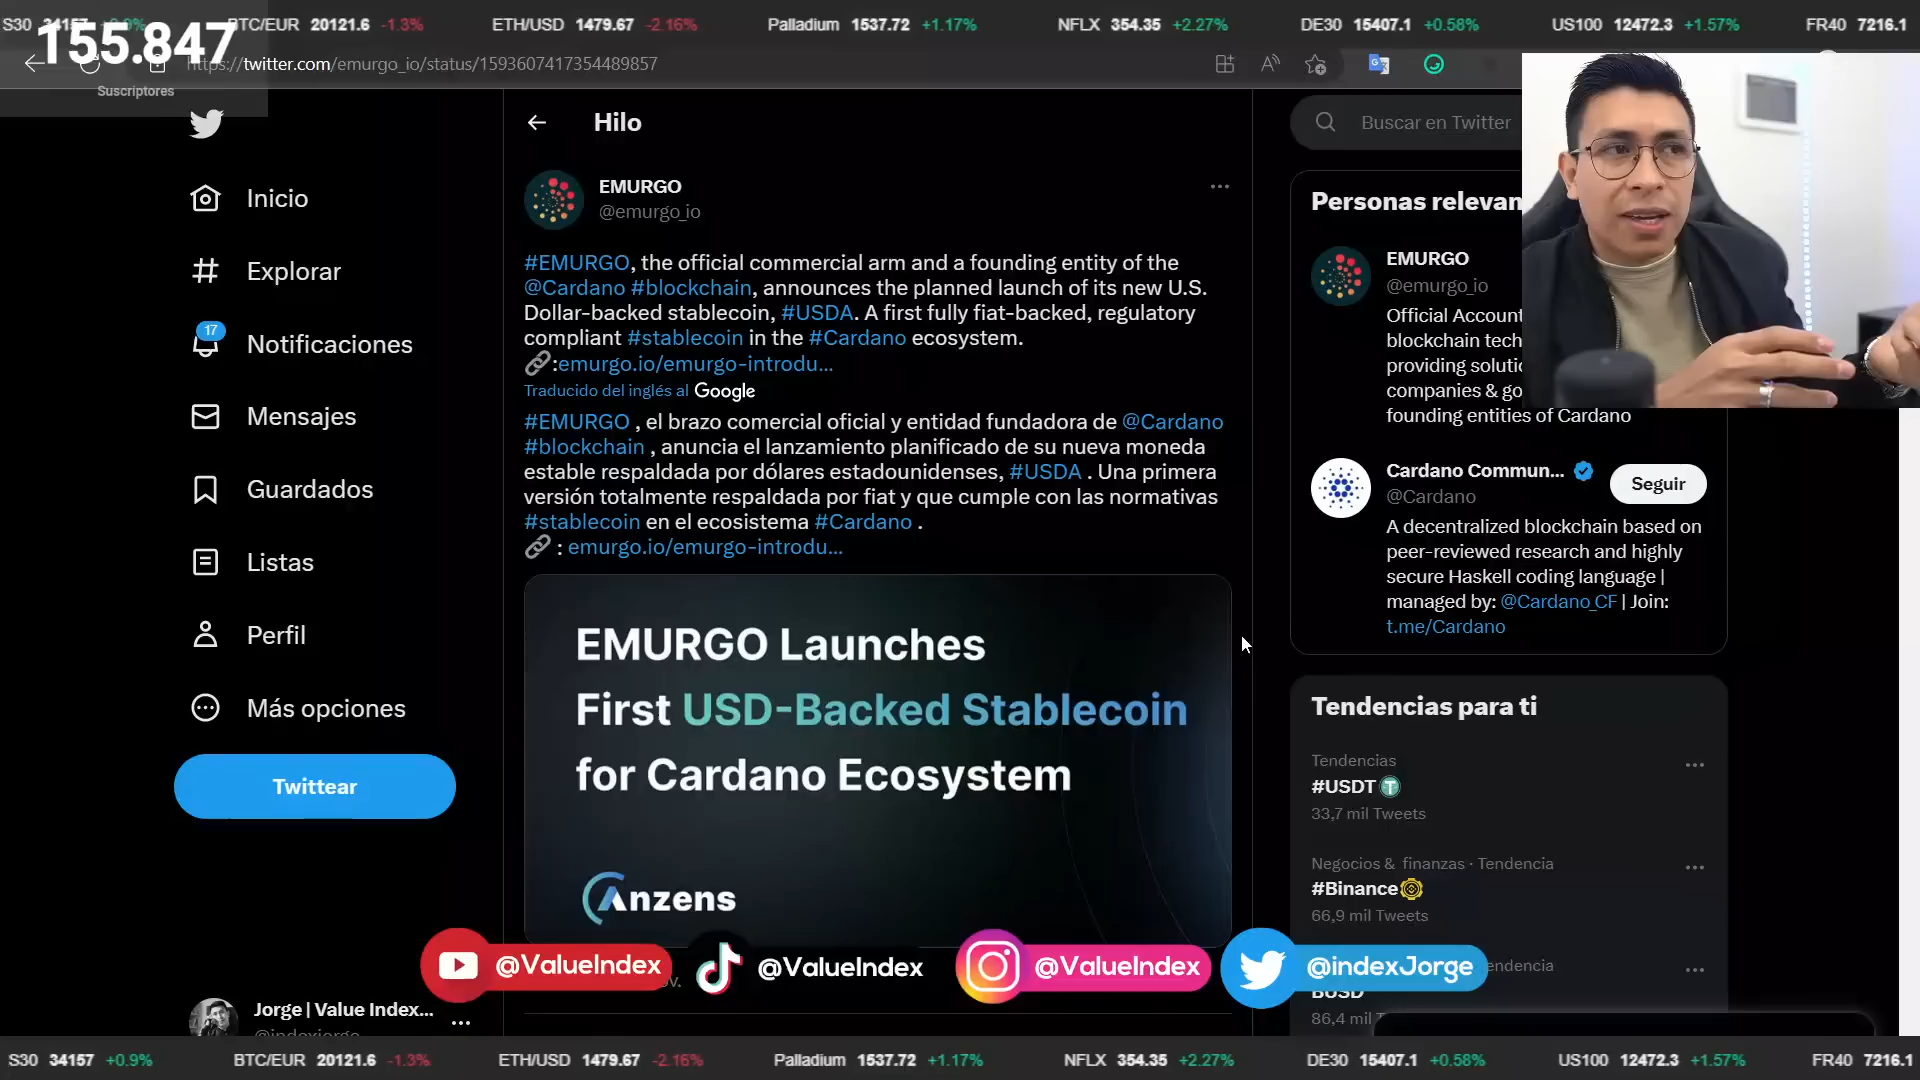 S30 34157 +0.9% BTC/EUR 20121.6 -1.3% ETH/USD 1479.67 -2.16% Palladium 1537.72 +1.17% NFLX 354.35 +2.27% DE30 15407.1 +0.58% US100 12472.3 +1.57% FR40 7216.1
155.847
Suscriptores
https://twitter.com/emurgo_io/status/1593607417354489857
Inicio
Explorar
17
Notificaciones
Mensajes
Guardados
Listas
Perfil
Más opciones
Twittear
Jorge | Value Index...
@indexjorge
Hilo
EMURGO
@emurgo_io
#EMURGO, the official commercial arm and a founding entity of the
@Cardano #blockchain, announces the planned launch of its new U.S.
Dollar-backed stablecoin, #USDA. A first fully fiat-backed, regulatory
compliant #stablecoin in the #Cardano ecosystem.
🔗:emurgo.io/emurgo-introdu...
Traducido del inglés al Google
#EMURGO , el brazo comercial oficial y entidad fundadora de @Cardano
#blockchain , anuncia el lanzamiento planificado de su nueva moneda
estable respaldada por dólares estadounidenses, #USDA . Una primera
versión totalmente respaldada por fiat y que cumple con las normativas
#stablecoin en el ecosistema #Cardano .
🔗 : emurgo.io/emurgo-introdu...
EMURGO Launches
First USD-Backed Stablecoin
for Cardano Ecosystem
Anzens
Buscar en Twitter
Personas relevan
EMURGO
@emurgo_io
Official Account
blockchain tech
providing soluti
companies & go
founding entities of Cardano
Cardano Commun...
@Cardano
Seguir
A decentralized blockchain based on
peer-reviewed research and highly
secure Haskell coding language |
managed by: @Cardano_CF | Join:
t.me/Cardano
Tendencias para ti
Tendencias
#USDT
33,7 mil Tweets
Negocios & finanzas · Tendencia
#Binance
66,9 mil Tweets
endencia
BUSD
86,4 mil T
@ValueIndex
@ValueIndex
@ValueIndex
@indexJorge
S30 34157 +0.9% BTC/EUR 20121.6 -1.3% ETH/USD 1479.67 -2.16% Palladium 1537.72 +1.17% NFLX 354.35 +2.27% DE30 15407.1 +0.58% US100 12472.3 +1.57% FR40 7216.1